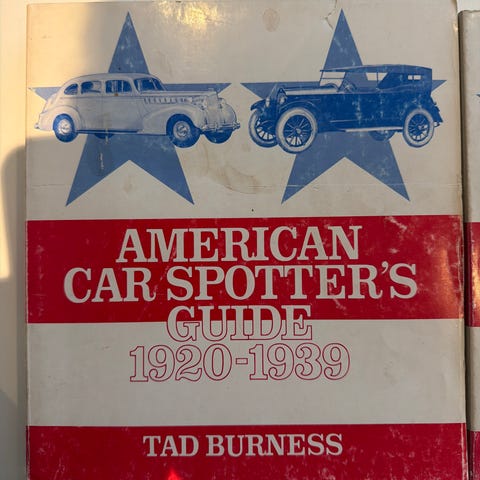 AMERICAN
CAR SPOTTER'S
GUIDE
1920-1939
TAD BURNESS